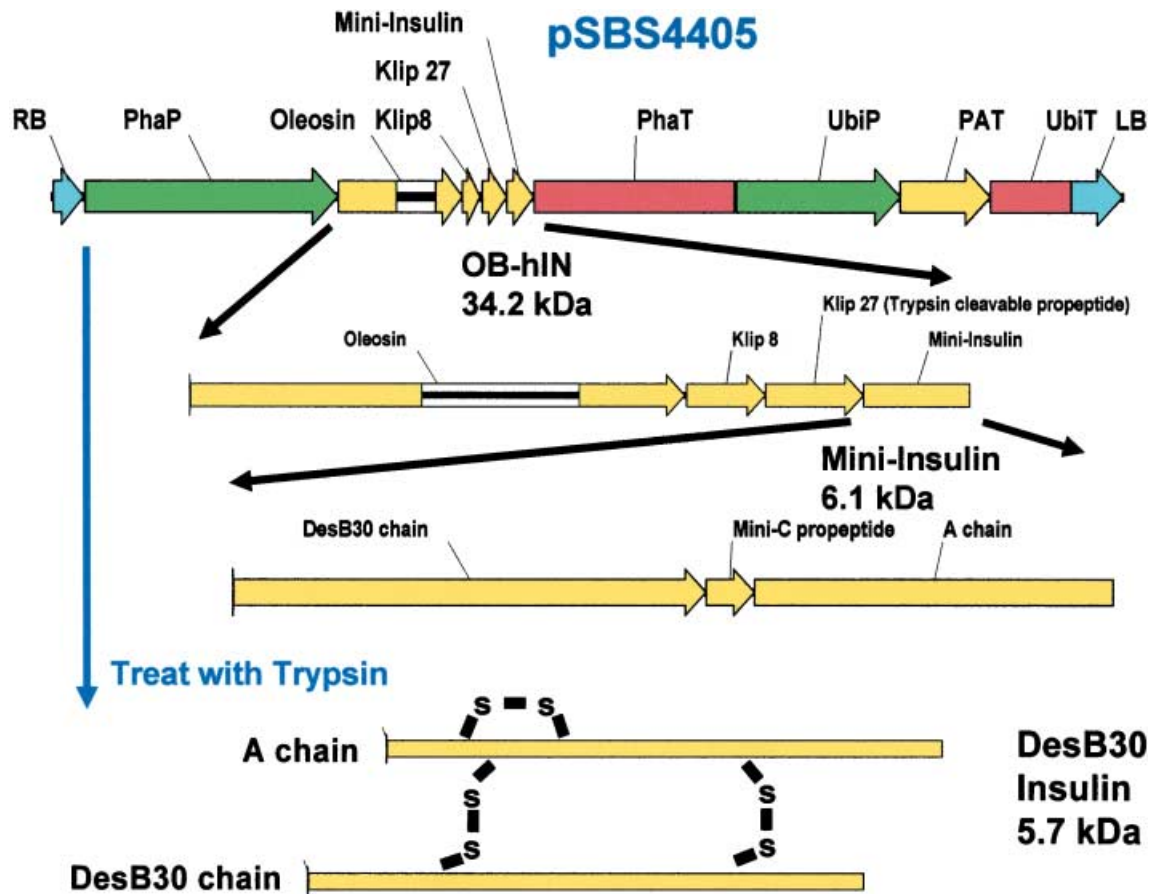 pSBS4405
Mini-Insulin
Klip 27
RB PhaP Oleosin Klip8 PhaT UbiP PAT UbiT LB
OB-hIN
34.2 kDa
Klip 27 (Trypsin cleavable propeptide)
Oleosin Klip 8 Mini-Insulin
Mini-Insulin
6.1 kDa
DesB30 chain Mini-C propeptide A chain
Treat with Trypsin
S S
A chain
S S
S S
DesB30 chain
DesB30
Insulin
5.7 kDa